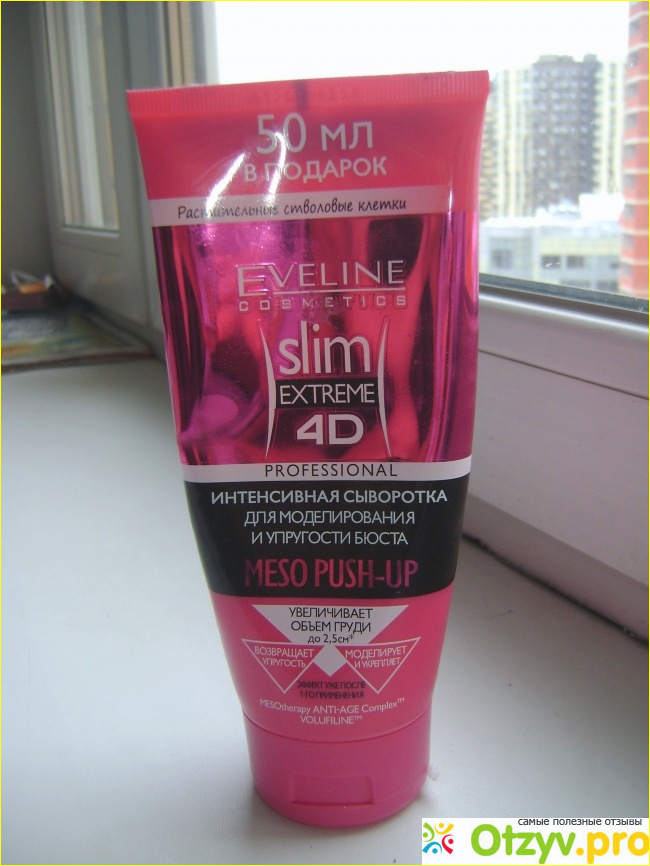 50 МЛ
В ПОДАРОК
Растительные стволовые клетки
EVELINE
COSMETICS
slim
EXTREME
4D
PROFESSIONAL
ИНТЕНСИВНАЯ СЫВОРОТКА
ДЛЯ МОДЕЛИРОВАНИЯ
И УПРУГОСТИ БЮСТА
MESO PUSH-UP
УВЕЛИЧИВАЕТ
ОБЪЕМ ГРУДИ
до 2,5см*
ВОЗВРАЩАЕТ
УПРУГОСТЬ
МОДЕЛИРУЕТ
И УКРЕПЛЯЕТ
ЭФФЕКТ УЖЕ ПОСЛЕ
1-ГО ПРИМЕНЕНИЯ
MESOtherapy ANTI-AGE Complex™
VOLUFILINE™
самые полезные отзывы
Otzyv.pro